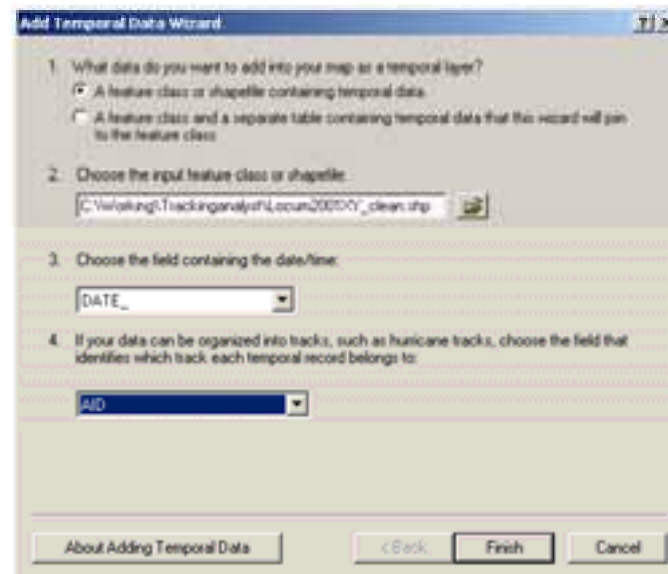 Add Temporal Data Wizard
1. What data do you want to add into your map as a temporal layer?
A feature class or shapefile containing temporal data
A feature class and a separate table containing temporal data that this wizard will join
to the feature class
2. Choose the input feature class or shapefile:
C:\Working\Trackinganalyst\Locum2001XY_clean.shp
3. Choose the field containing the date/time:
DATE_
4. If your data can be organized into tracks, such as hurricane tracks, choose the field that
identifies which track each temporal record belongs to:
AID
About Adding Temporal Data
< Back
Finish
Cancel